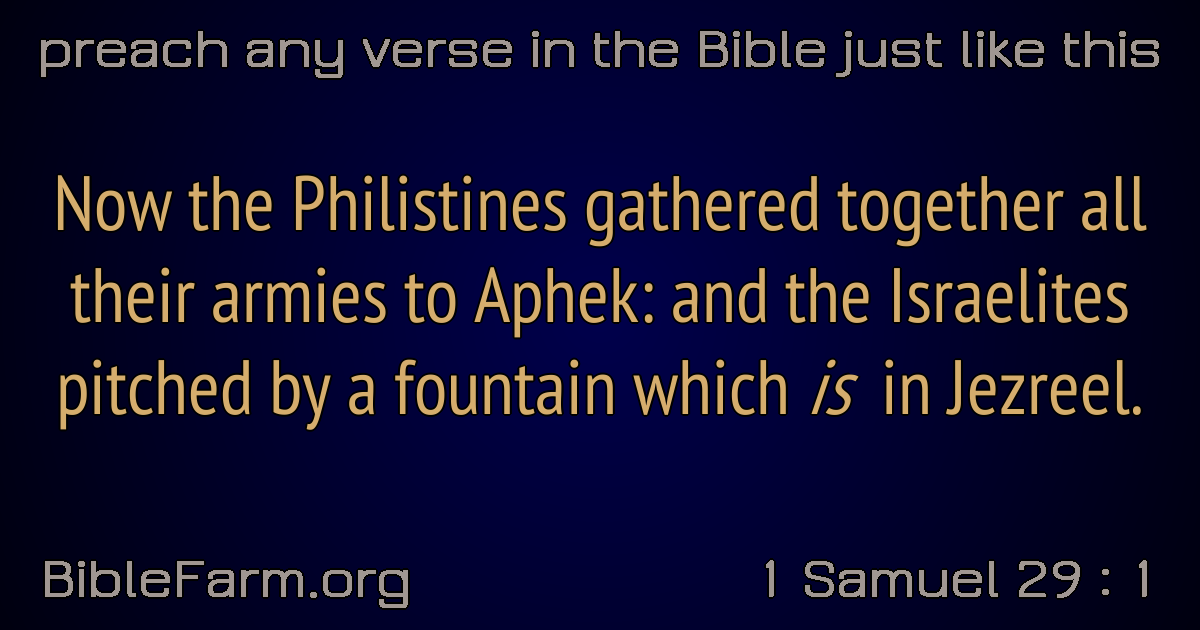 preach any verse in the Bible just like this
Now the Philistines gathered together all
their armies to Aphek: and the Israelites
pitched by a fountain which is in Jezreel.
BibleFarm.org
1 Samuel 29 : 1